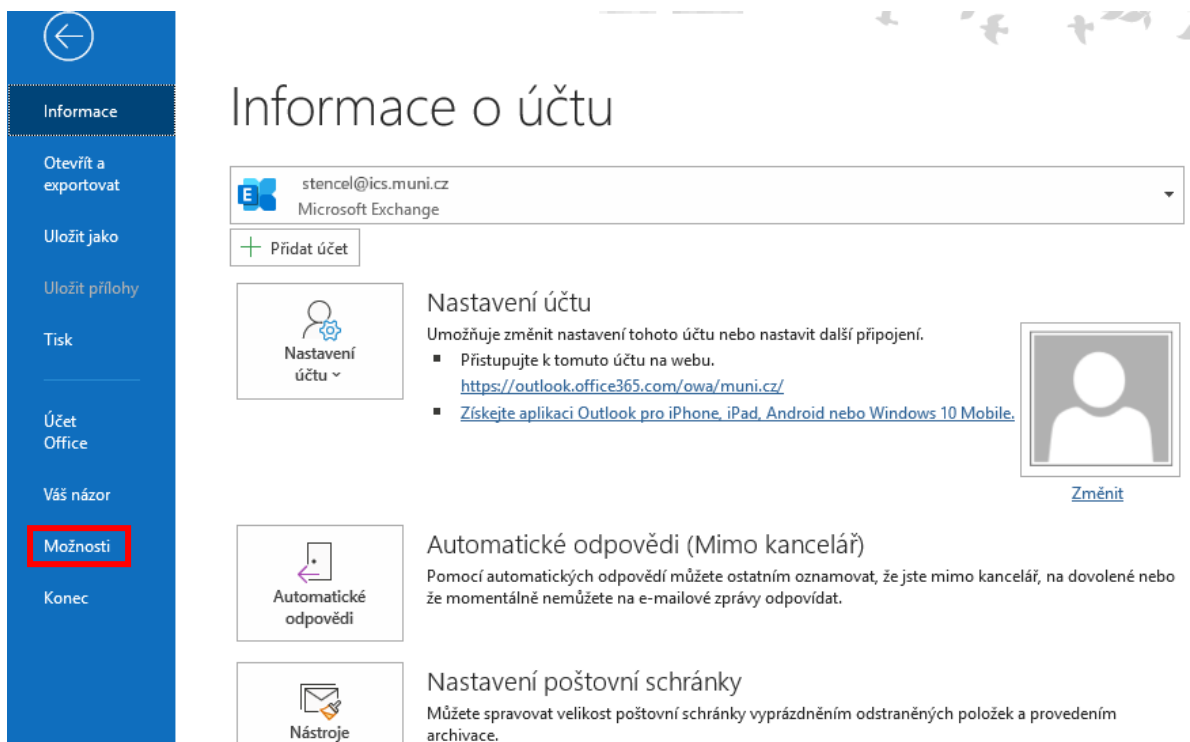 Informace
Otevřít a
exportovat
Uložit jako
Uložit přílohy
Tisk
Účet
Office
Váš názor
Možnosti
Konec
Informace o účtu
E
stencel@ics.muni.cz
Microsoft Exchange
Přidat účet
Nastavení
účtu
Nastavení účtu
Umožňuje změnit nastavení tohoto účtu nebo nastavit další připojení.
Přistupujte k tomuto účtu na webu.
https://outlook.office365.com/owa/muni.cz/
Získejte aplikaci Outlook pro iPhone, iPad, Android nebo Windows 10 Mobile.
Změnit
Automatické
odpovědi
Automatické odpovědi (Mimo kancelář)
Pomocí automatických odpovědí můžete ostatním oznamovat, že jste mimo kancelář, na dovolené nebo
že momentálně nemůžete na e-mailové zprávy odpovídat.
Nástroje
Nastavení poštovní schránky
Můžete spravovat velikost poštovní schránky vyprázdněním odstraněných položek a provedením
archivace.